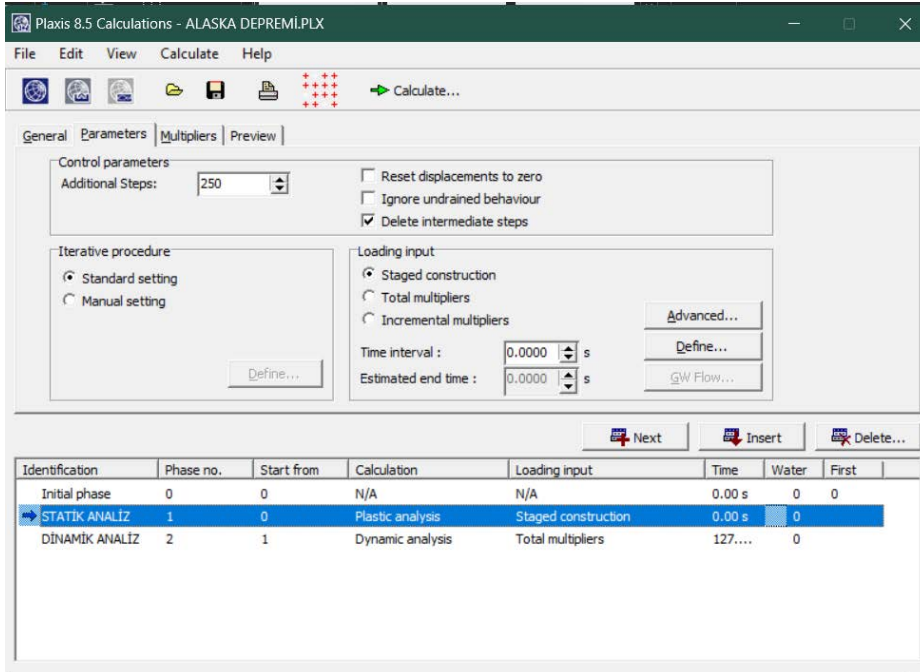 Plaxis 8.5 Calculations - ALASKA DEPREMİ.PLX
File Edit View Calculate Help
Calculate...
General Parameters Multipliers Preview
Control parameters
Additional Steps: 250
Reset displacements to zero
Ignore undrained behaviour
Delete intermediate steps
Iterative procedure
Standard setting
Manual setting
Define...
Loading input
Staged construction
Total multipliers
Incremental multipliers
Advanced...
Time interval : 0.0000 s
Define...
Estimated end time : 0.0000 s
GW Flow...
Next Insert Delete...
Identification Phase no. Start from Calculation Loading input Time Water First
Initial phase 0 0 N/A N/A 0.00 s 0 0
STATİK ANALİZ 1 0 Plastic analysis Staged construction 0.00 s 0
DİNAMİK ANALİZ 2 1 Dynamic analysis Total multipliers 127.... 0